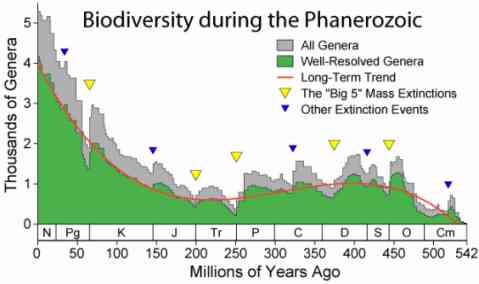 Biodiversity during the Phanerozoic
All Genera
Well-Resolved Genera
Long-Term Trend
The "Big 5" Mass Extinctions
Other Extinction Events
Thousands of Genera
5
4
3
2
1
0
N Pg K J Tr P C D S O Cm
0 50 100 150 200 250 300 350 400 450 500 542
Millions of Years Ago